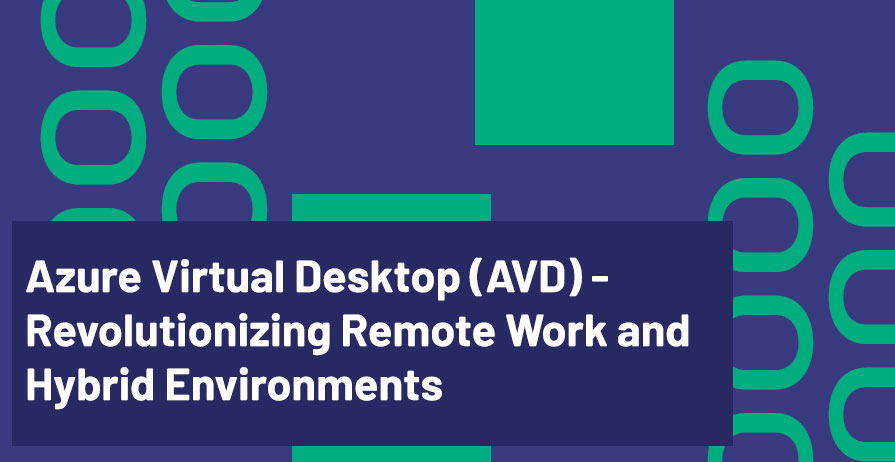 Azure Virtual Desktop (AVD) -
Revolutionizing Remote Work and
Hybrid Environments